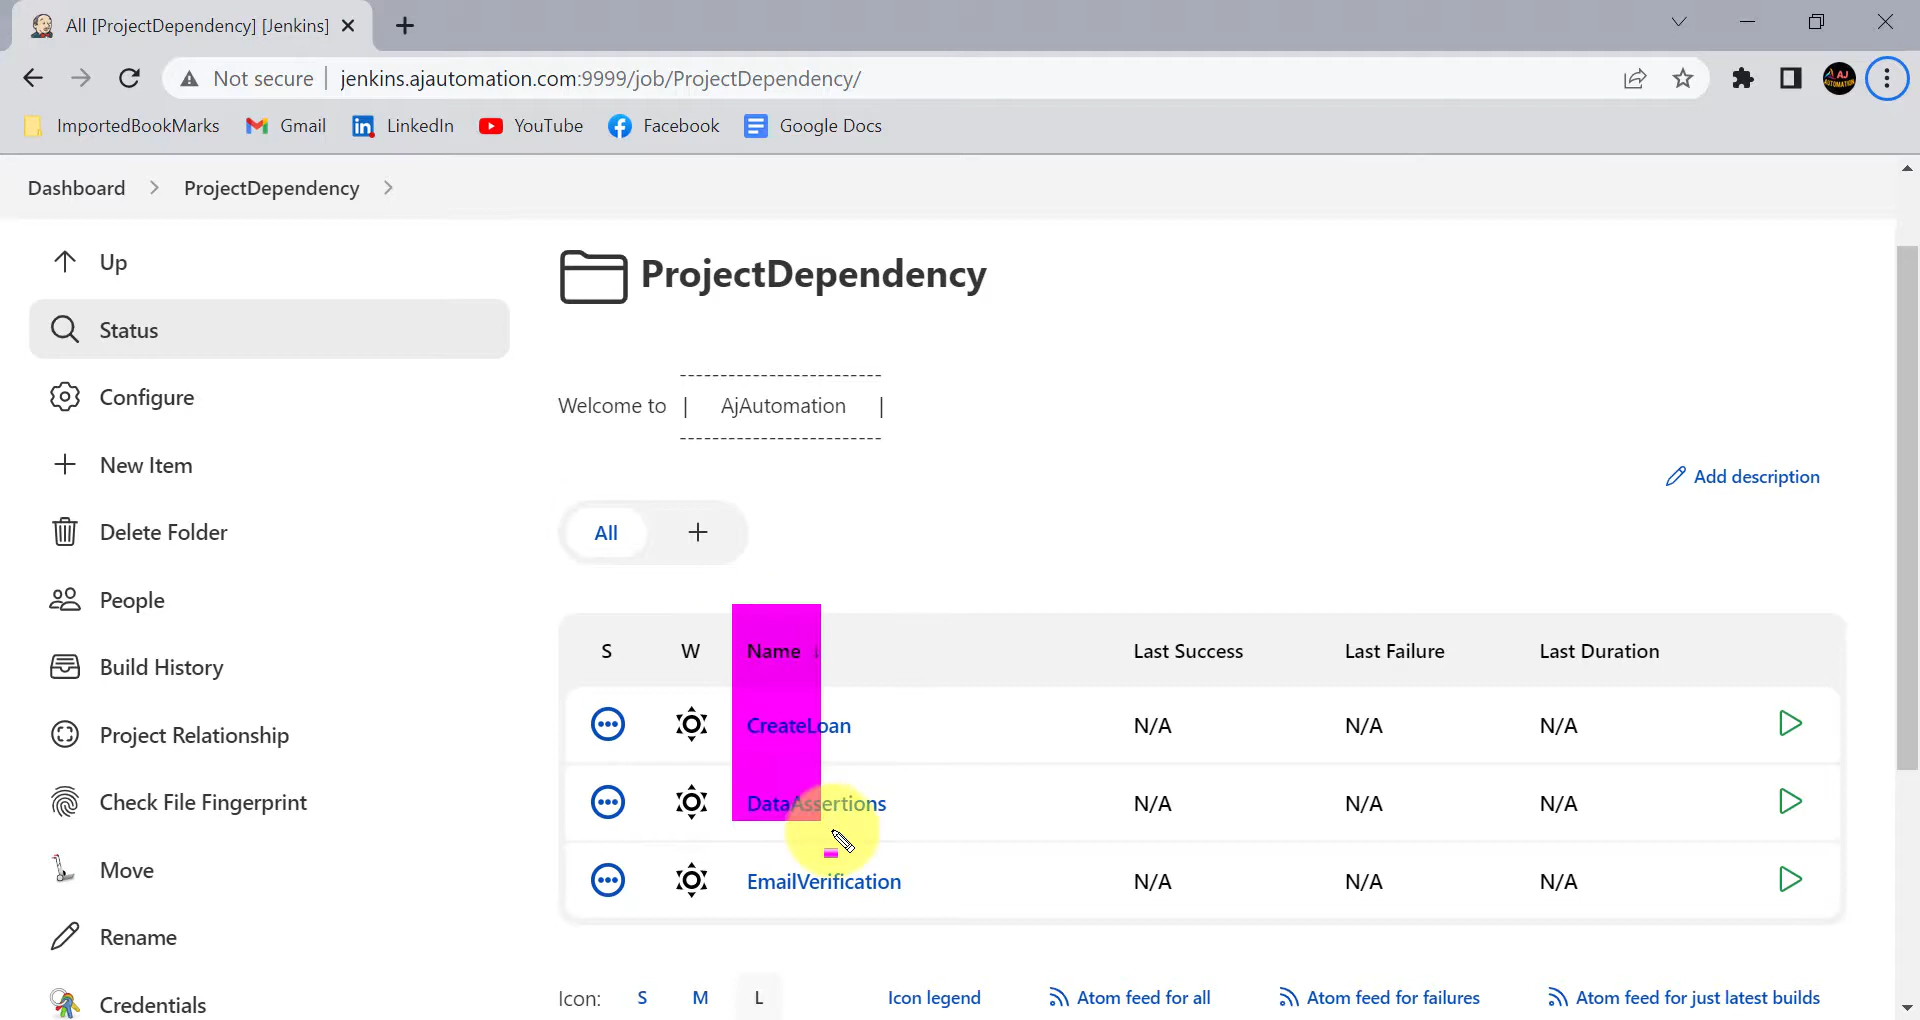 All [ProjectDependency] [Jenkins]
Not secure jenkins.ajautomation.com:9999/job/ProjectDependency/
AJ AUTOMATION
ImportedBookMarks Gmail LinkedIn YouTube Facebook Google Docs
Dashboard > ProjectDependency >
Up
Status
Configure
New Item
Delete Folder
People
Build History
Project Relationship
Check File Fingerprint
Move
Rename
Credentials
ProjectDependency
-------------------------
Welcome to | AjAutomation |
-------------------------
Add description
All +
S W Name ↓ Last Success Last Failure Last Duration
CreateLoan N/A N/A N/A
DataAssertions N/A N/A N/A
EmailVerification N/A N/A N/A
Icon: S M L Icon legend Atom feed for all Atom feed for failures Atom feed for just latest builds